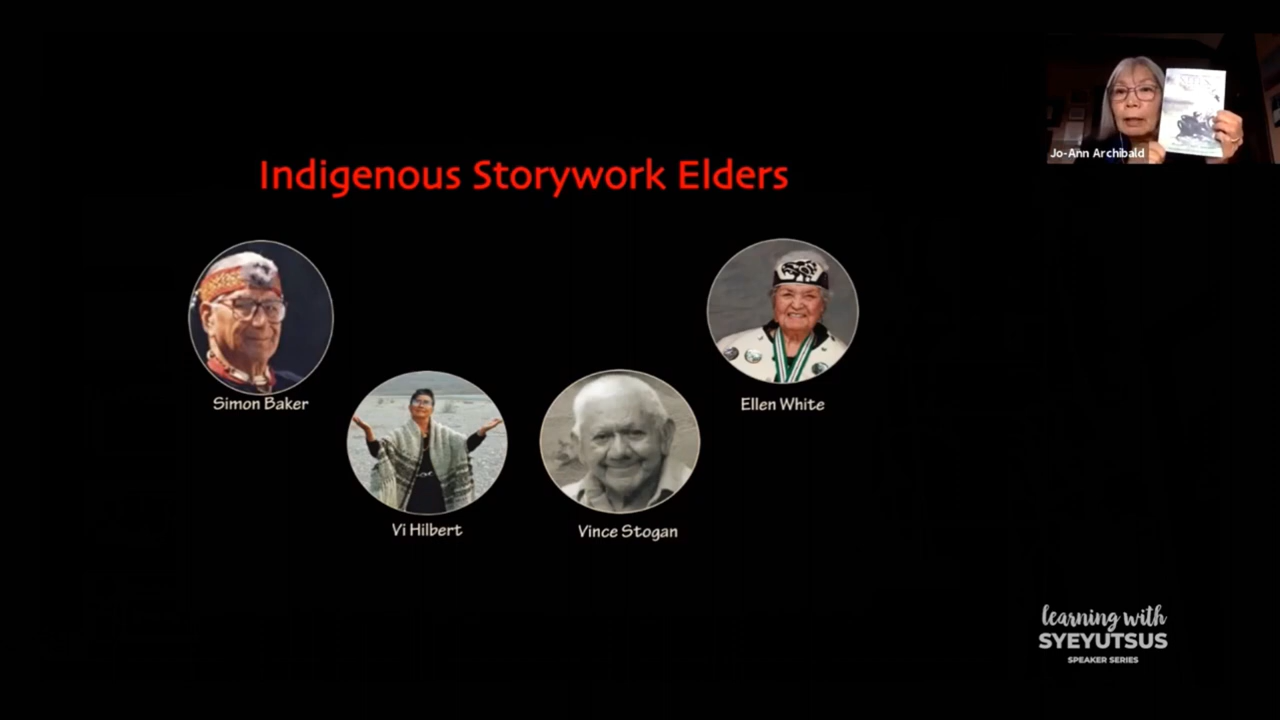 Jo-Ann Archibald
Indigenous Storywork Elders
Simon Baker
Ellen White
Vi Hilbert
Vince Stogan
learning with
SYEYUTSUS
SPEAKER SERIES